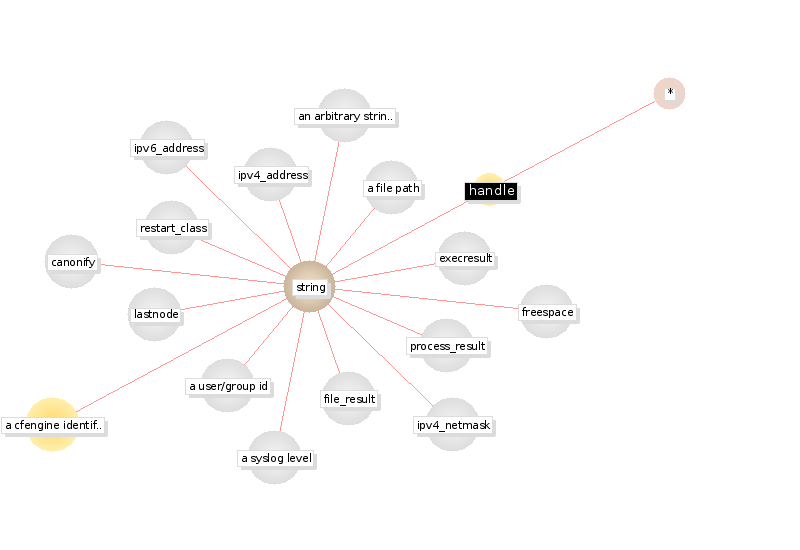 *
an arbitrary strin..
ipv6_address
ipv4_address
a file path
handle
restart_class
canonify
execresult
string
lastnode
freespace
process_result
a user/group id
file_result
a cfengine identif..
ipv4_netmask
a syslog level